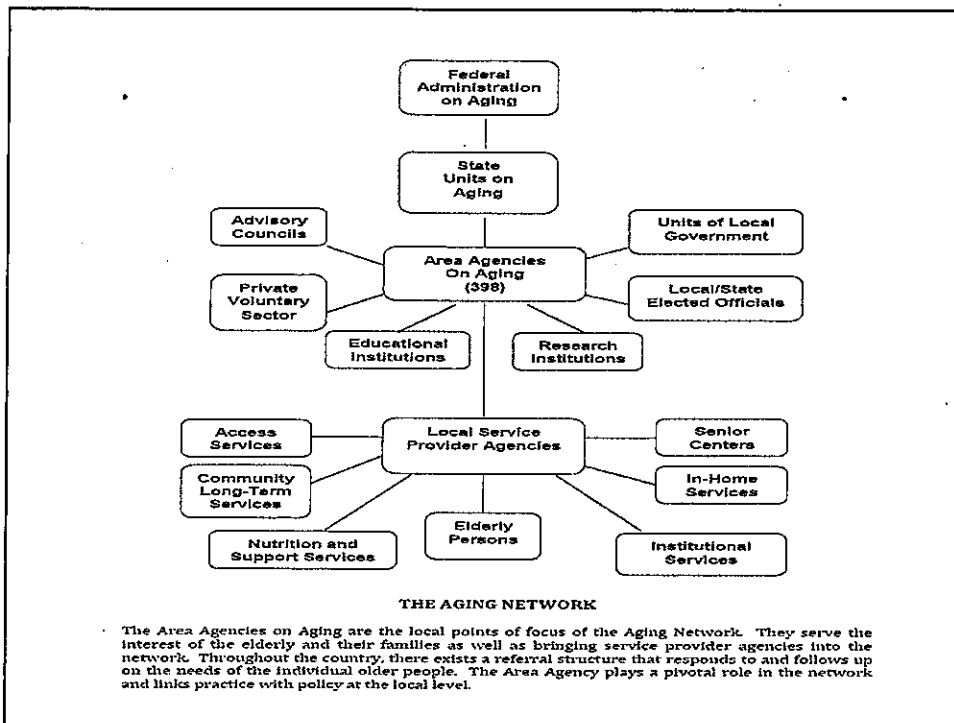 Federal
Administration
on Aging
State
Units on
Aging
Advisory
Councils
Units of Local
Government
Area Agencies
On Aging
(398)
Private
Voluntary
Sector
Local/State
Elected Officials
Educational
Institutions
Research
Institutions
Access
Services
Local Service
Provider Agencies
Senior
Centers
Community
Long-Term
Services
In-Home
Services
Nutrition and
Support Services
Elderly
Persons
Institutional
Services
THE AGING NETWORK
The Area Agencies on Aging are the local points of focus of the Aging Network. They serve the
interest of the elderly and their families as well as bringing service provider agencies into the
network. Throughout the country, there exists a referral structure that responds to and follows up
on the needs of the individual older people. The Area Agency plays a pivotal role in the network
and links practice with policy at the local level.